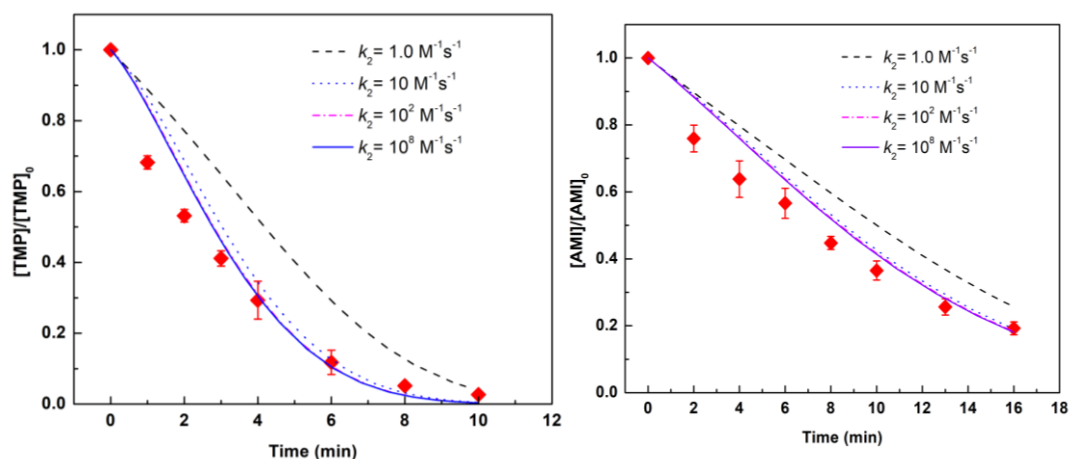 1.0
0.8
0.6
0.4
0.2
0.0
[TMP]/[TMP]₀
k₂= 1.0 M⁻¹s⁻¹
k₂= 10 M⁻¹s⁻¹
k₂= 10² M⁻¹s⁻¹
k₂= 10⁸ M⁻¹s⁻¹
0 2 4 6 8 10 12
Time (min)
1.0
0.8
0.6
0.4
0.2
0.0
[AMI]/[AMI]₀
k₂= 1.0 M⁻¹s⁻¹
k₂= 10 M⁻¹s⁻¹
k₂= 10² M⁻¹s⁻¹
k₂= 10⁸ M⁻¹s⁻¹
0 2 4 6 8 10 12 14 16 18
Time (min)